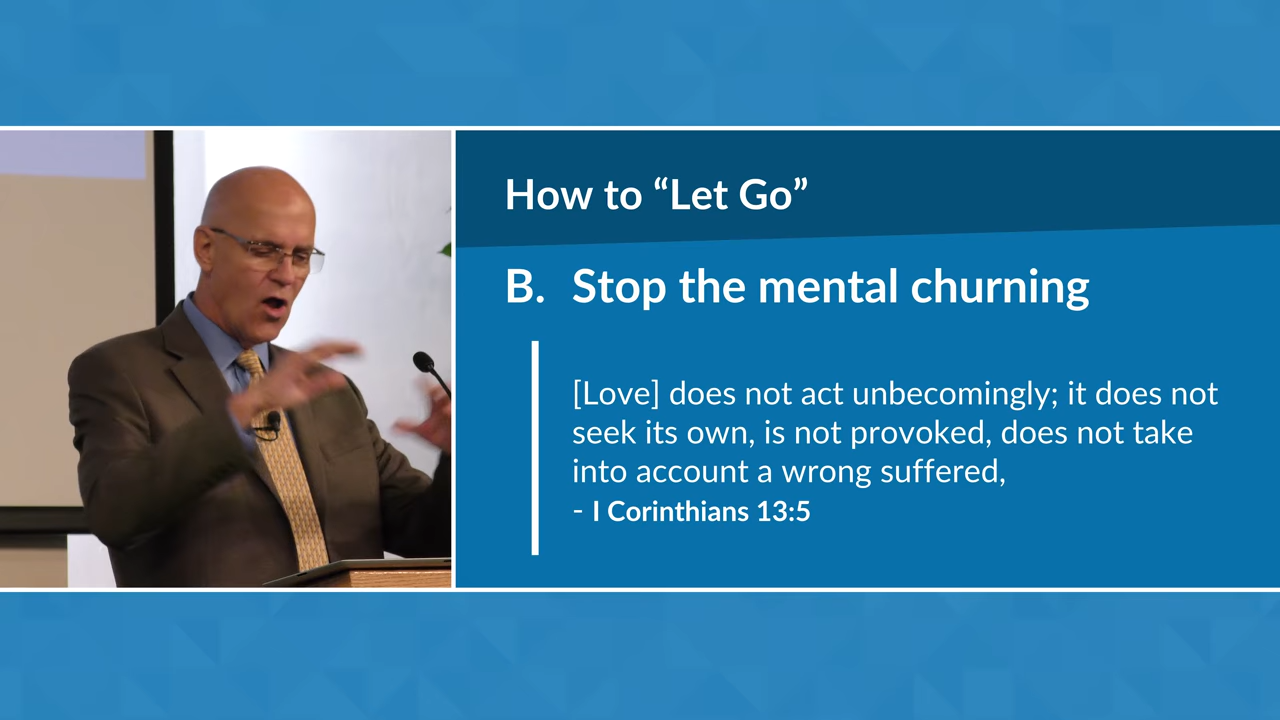 How to “Let Go”
B. Stop the mental churning
[Love] does not act unbecomingly; it does not
seek its own, is not provoked, does not take
into account a wrong suffered,
- I Corinthians 13:5